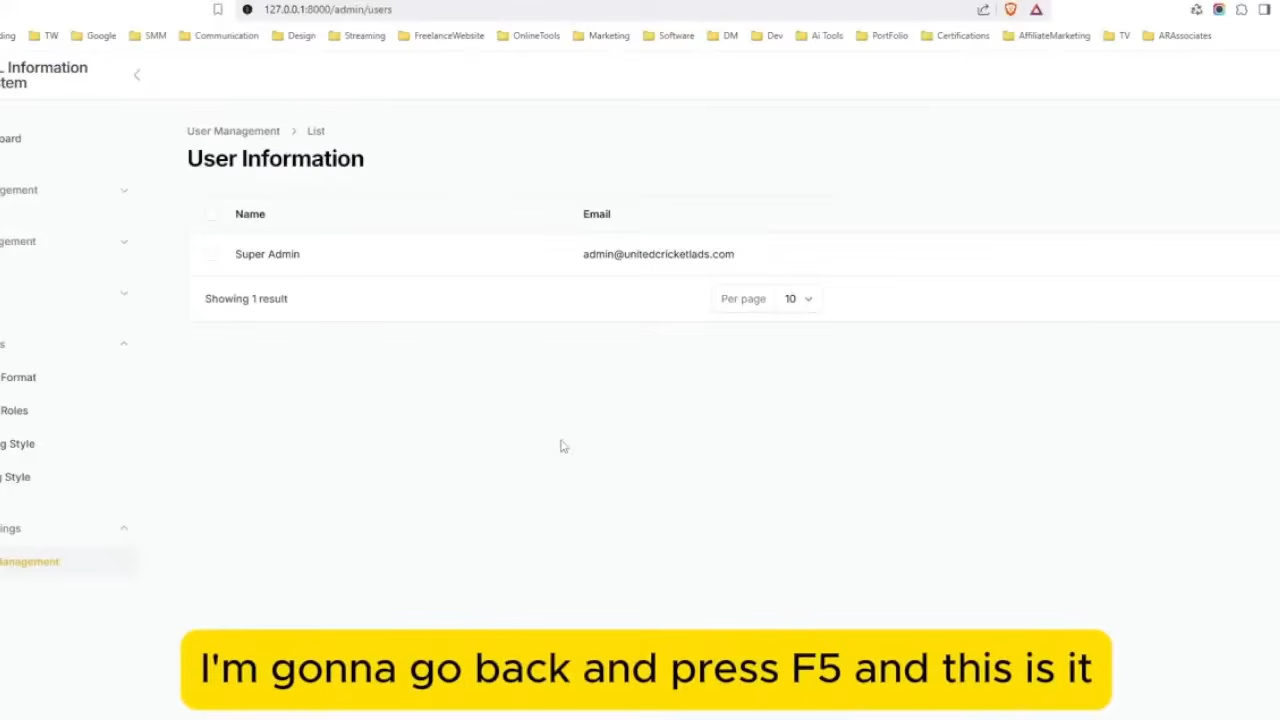 127.0.0.1:8000/admin/users
ding TW Google SMM Communication Design Streaming FreelanceWebsite OnlineTools Marketing Software DM Dev Ai Tools PortFolio Certifications AffiliateMarketing TV ARAssociates
L Information
tem
oard
gement
gement
s
Format
Roles
g Style
g Style
ings
Management
User Management > List
User Information
Name Email
Super Admin admin@unitedcricketlads.com
Showing 1 result Per page 10
I'm gonna go back and press F5 and this is it